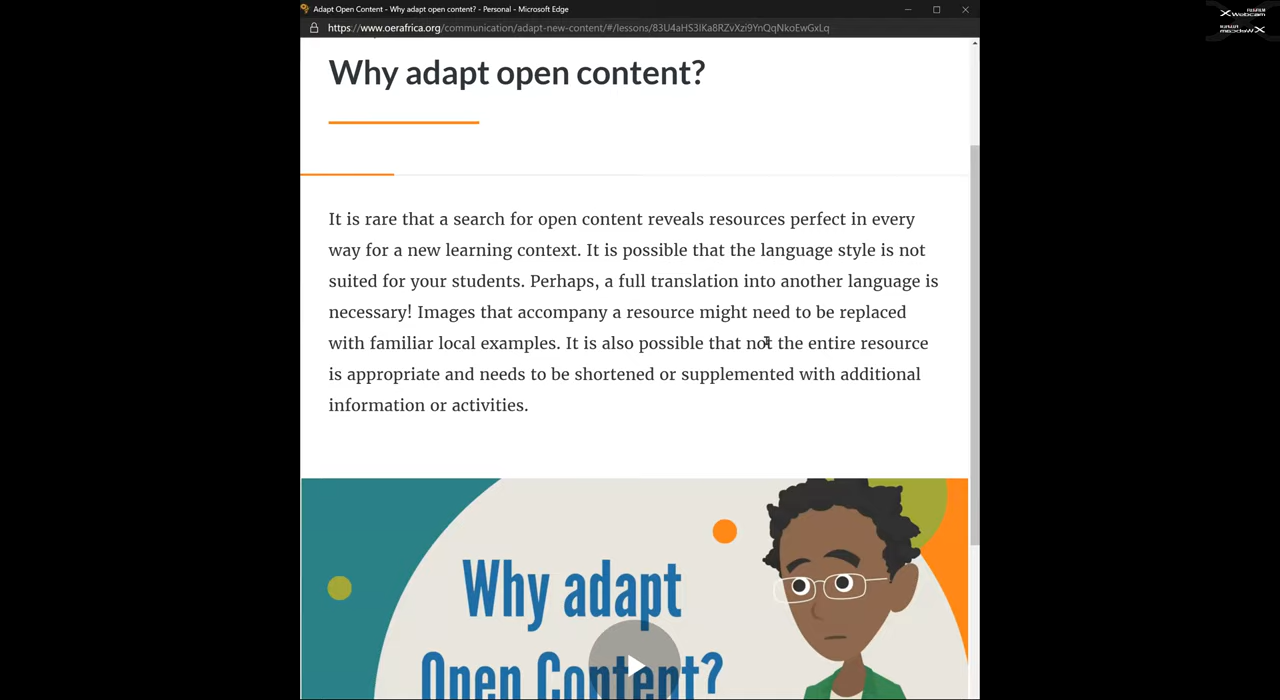 Adapt Open Content - Why adapt open content? - Personal - Microsoft Edge
https://www.oerafrica.org/communication/adapt-new-content/#/lessons/83U4aHS3IKa8RZvXzi9YnQqNkoEwGxLq
FUJIFILM
X Webcam
FUJIFILM
X Webcam
Why adapt open content?
It is rare that a search for open content reveals resources perfect in every
way for a new learning context. It is possible that the language style is not
suited for your students. Perhaps, a full translation into another language is
necessary! Images that accompany a resource might need to be replaced
with familiar local examples. It is also possible that not the entire resource
is appropriate and needs to be shortened or supplemented with additional
information or activities.
Why adapt
Open Content?